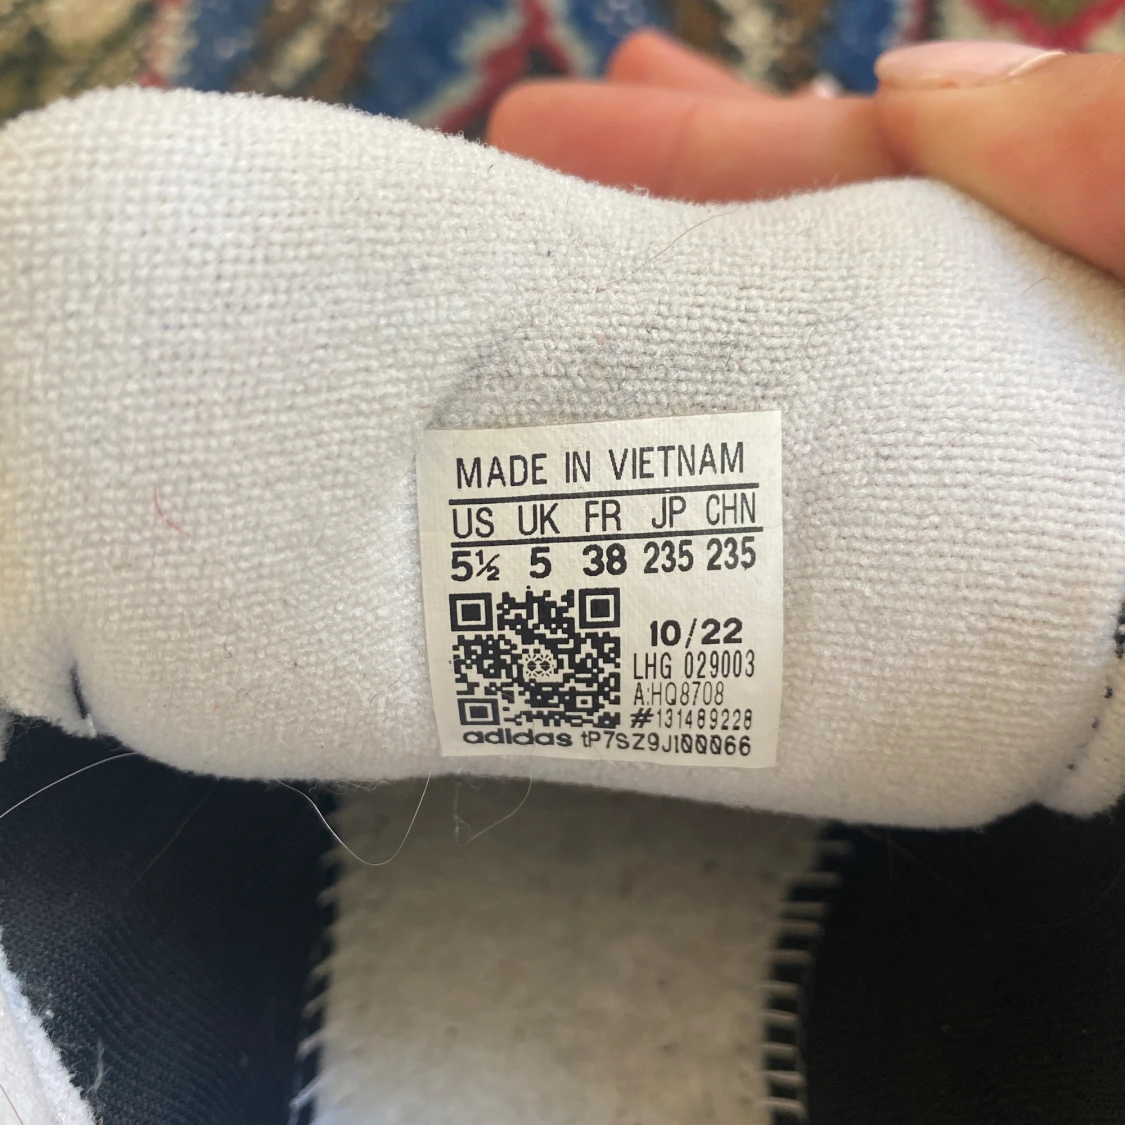 MADE IN VIETNAM
US UK FR JP CHN
5½ 5 38 235 235
10/22
LHG 029003
A:HQ8708
#131489228
adidas tP7SZ9J100066